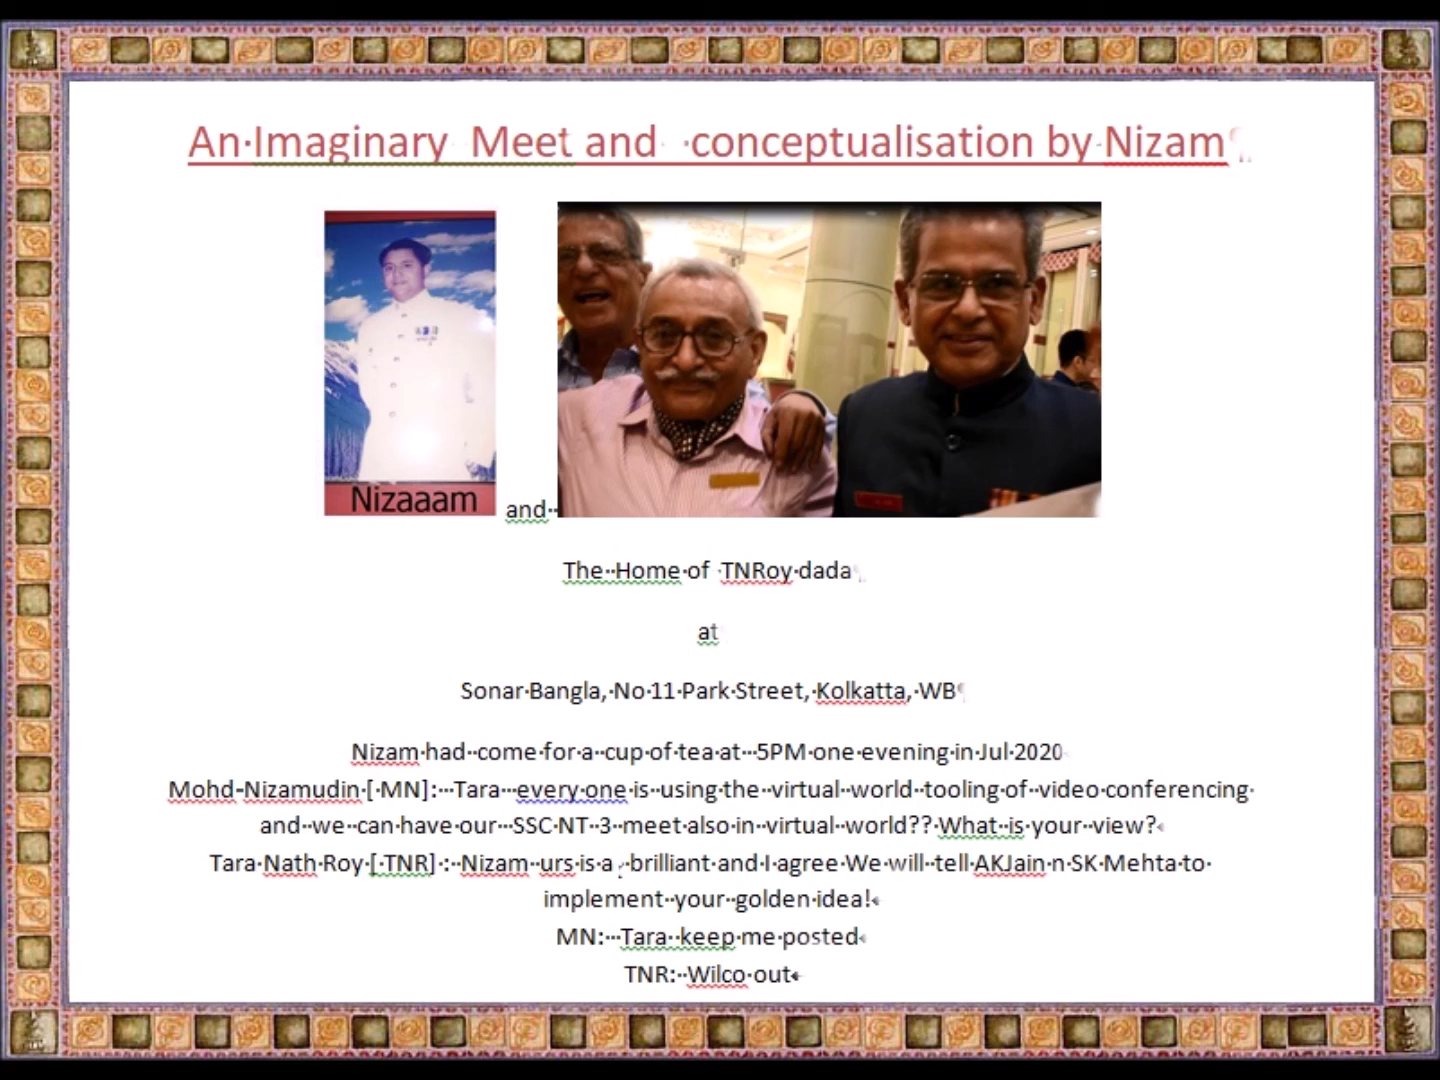 An Imaginary Meet and conceptualisation by Nizam
Nizaaam
and
The Home of TNRoy dada
at
Sonar Bangla, No 11 Park Street, Kolkatta, WB
Nizam had come for a cup of tea at 5PM one evening in Jul 2020
Mohd-Nizamudin [ MN]: Tara every one is using the virtual world tooling of video conferencing
and we can have our SSC NT 3 meet also in virtual world?? What is your view?
Tara Nath Roy [ TNR] : Nizam urs is a brilliant and I agree We will tell AKJain n SK Mehta to
implement your golden idea!
MN: Tara keep me posted
TNR: Wilco out